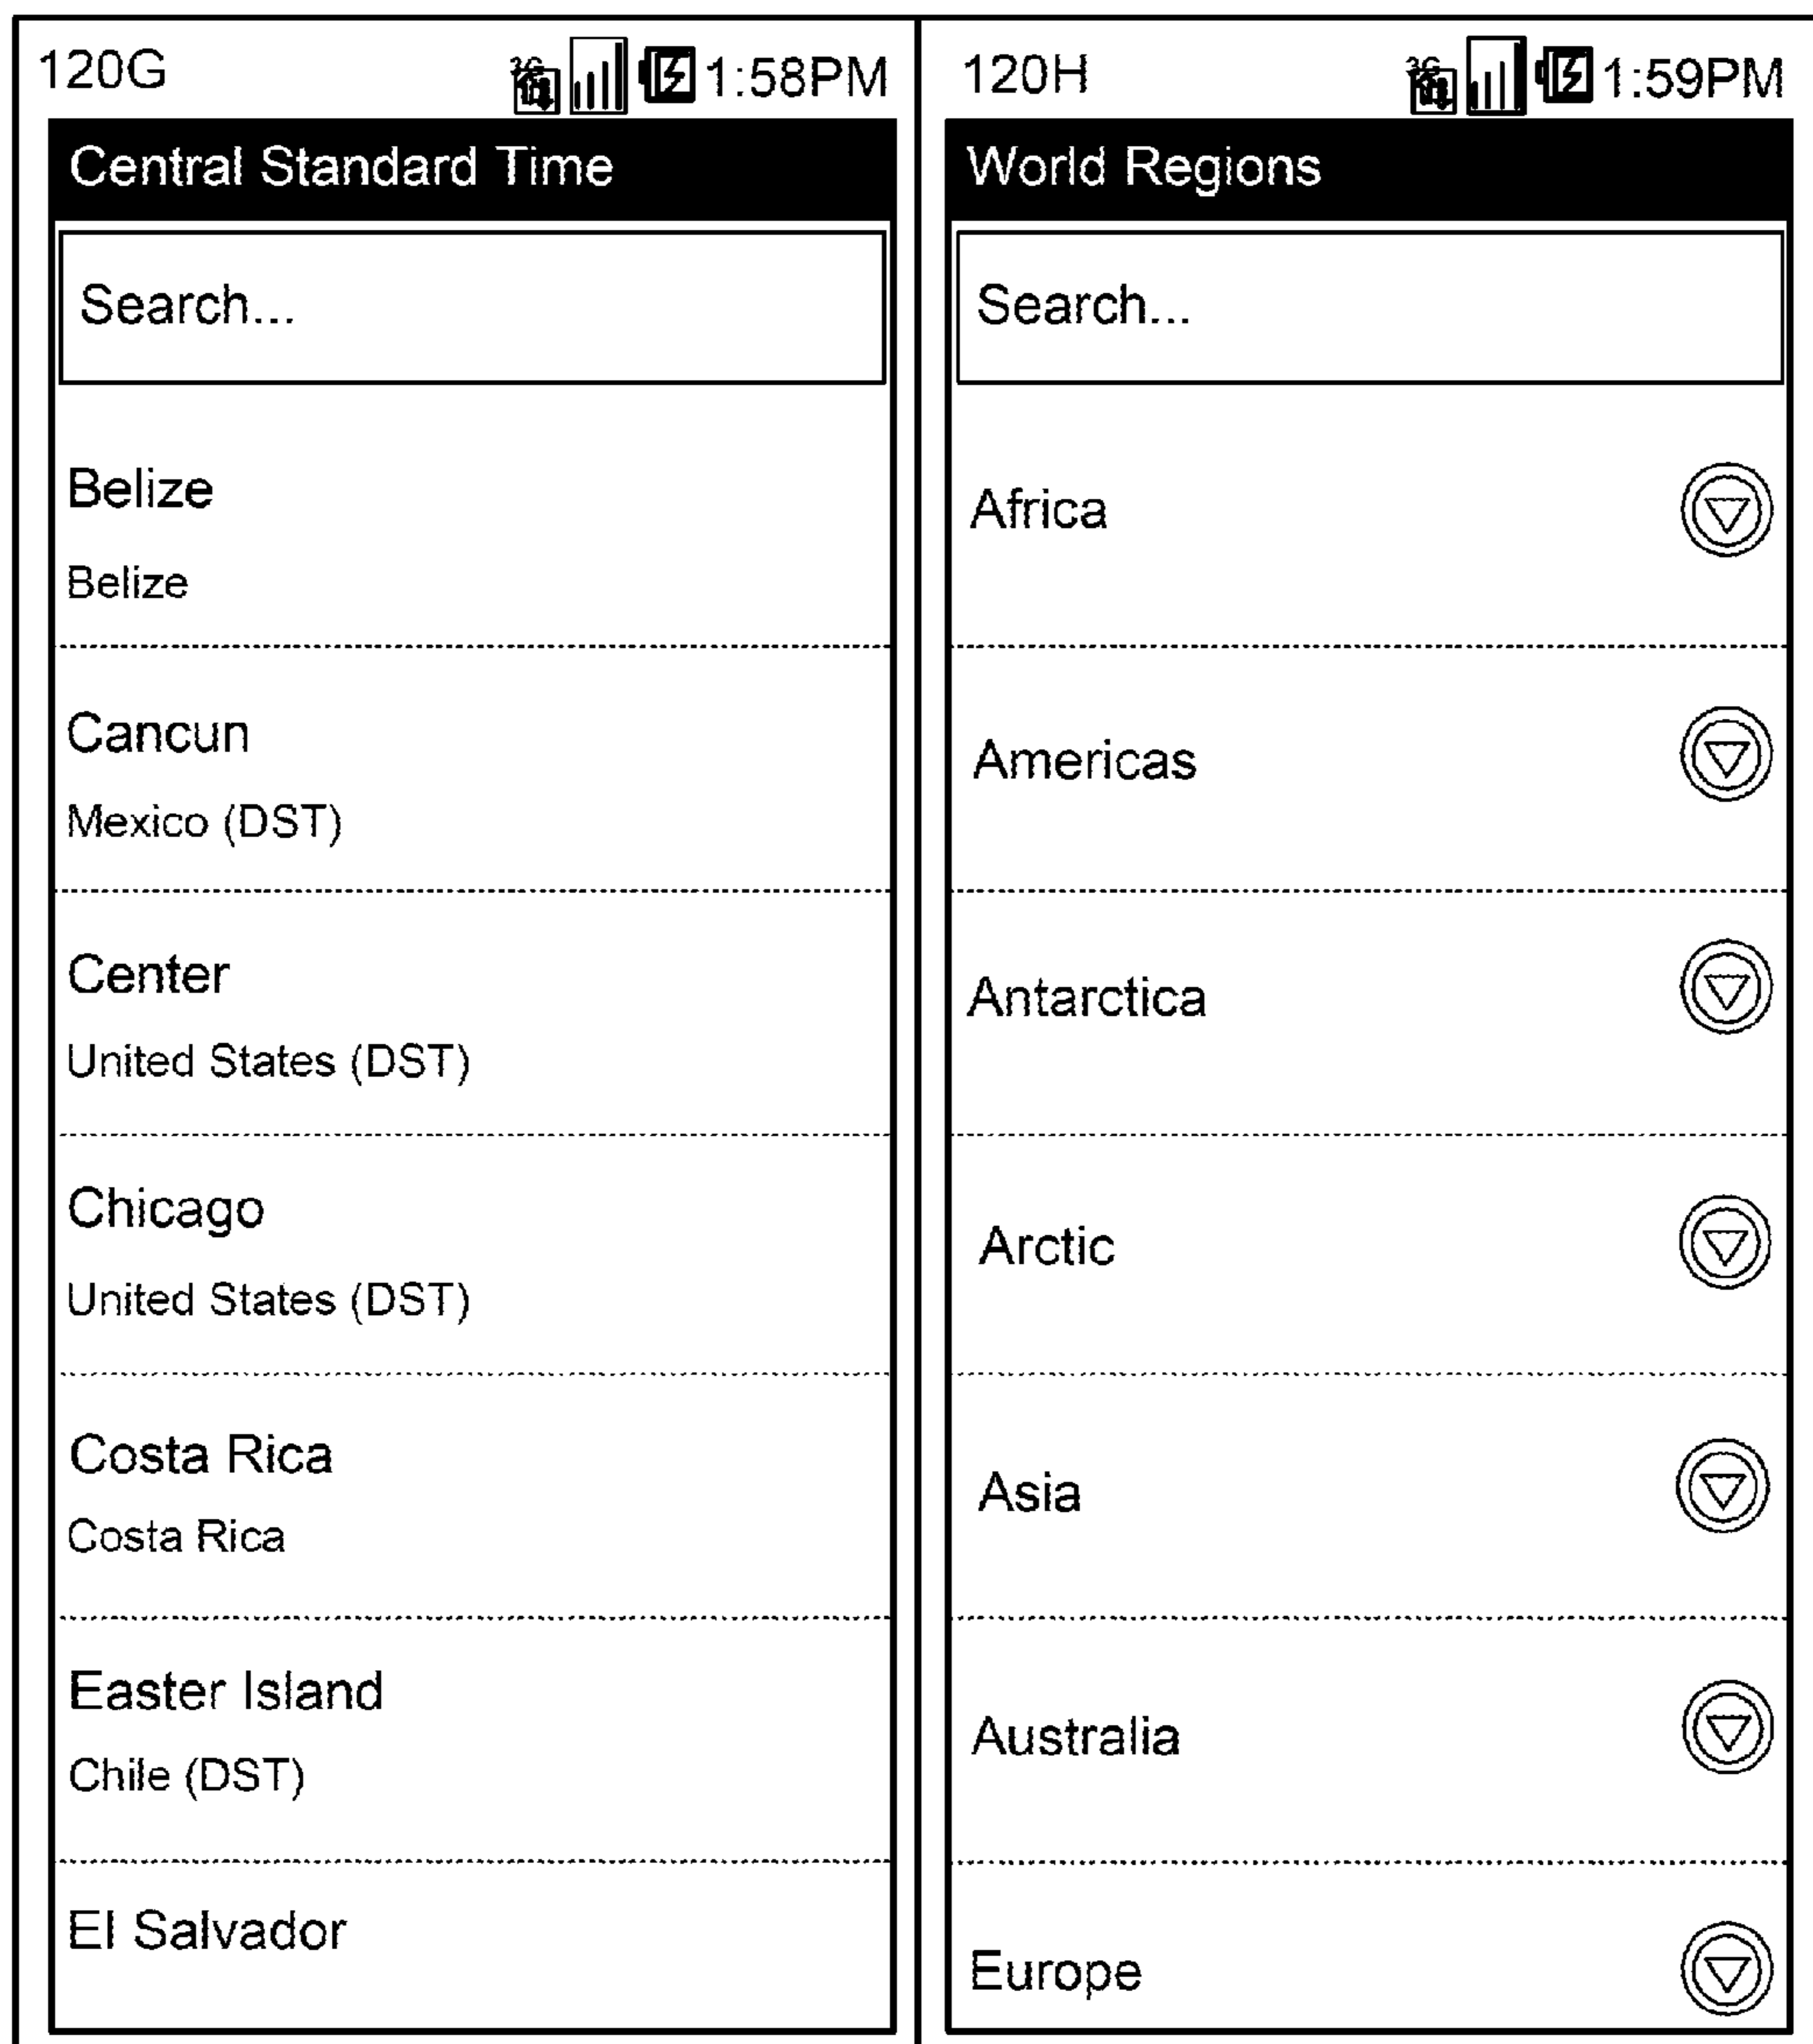 120G
3G
1:58PM
Central Standard Time
Search...
Belize
Belize
Cancun
Mexico (DST)
Center
United States (DST)
Chicago
United States (DST)
Costa Rica
Costa Rica
Easter Island
Chile (DST)
El Salvador
120H
3G
1:59PM
World Regions
Search...
Africa
Americas
Antarctica
Arctic
Asia
Australia
Europe